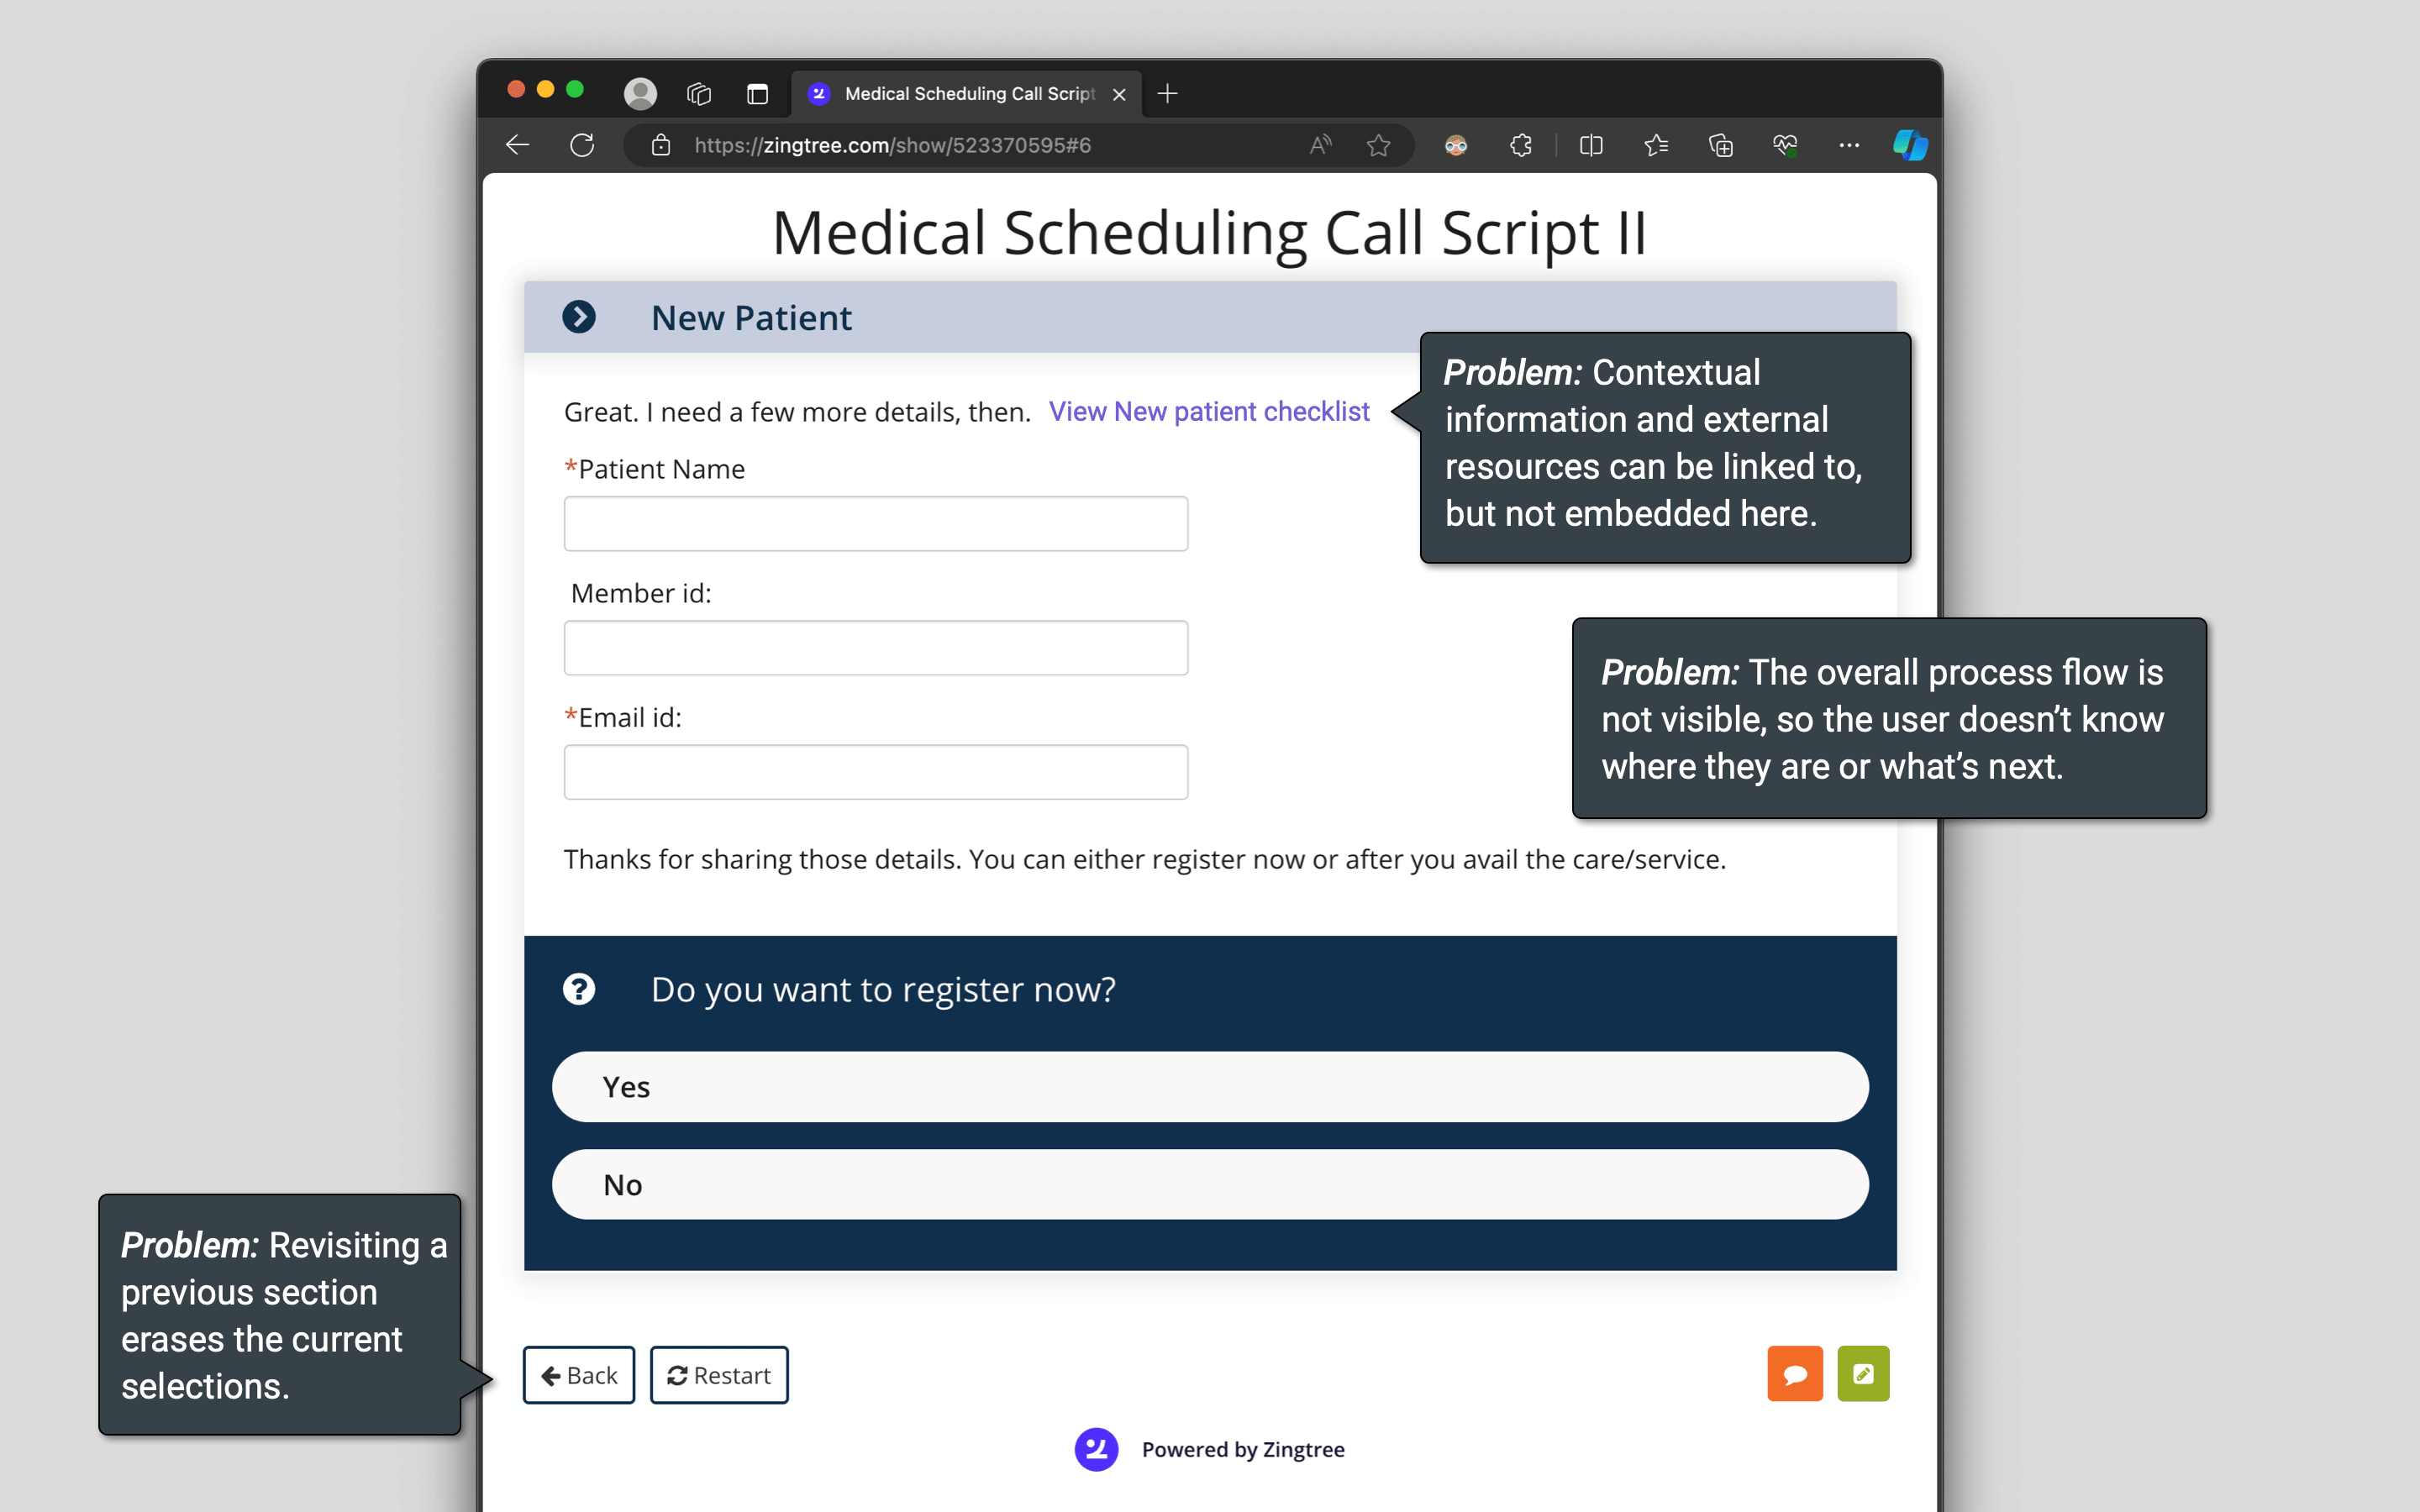 Medical Scheduling Call Script
https://zingtree.com/show/523370595#6
Medical Scheduling Call Script II
New Patient
Great. I need a few more details, then. View New patient checklist
Problem: Contextual
information and external
resources can be linked to,
but not embedded here.
*Patient Name
Member id:
Problem: The overall process flow is
not visible, so the user doesn’t know
where they are or what’s next.
*Email id:
Thanks for sharing those details. You can either register now or after you avail the care/service.
Do you want to register now?
Yes
No
Problem: Revisiting a
previous section
erases the current
selections.
Back
Restart
Powered by Zingtree